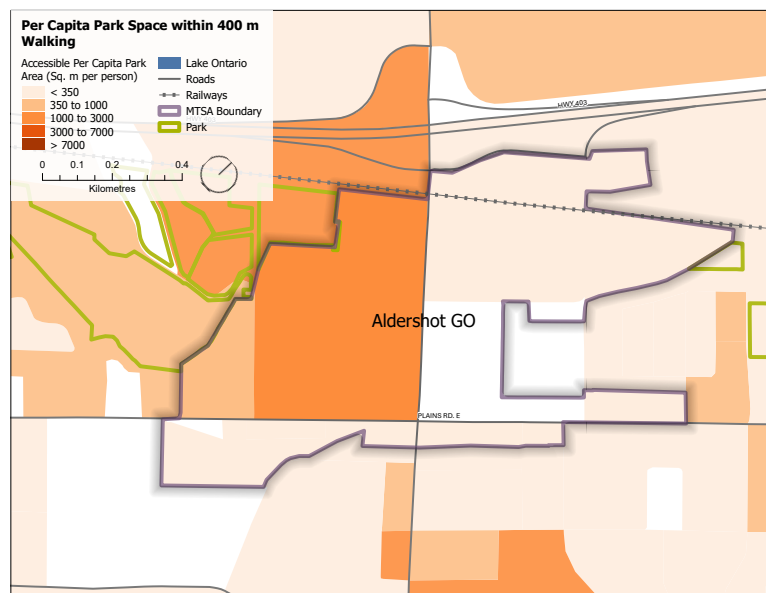 Per Capita Park Space within 400 m
Walking
Accessible Per Capita Park
Area (Sq. m per person)
< 350
350 to 1000
1000 to 3000
3000 to 7000
> 7000
Lake Ontario
Roads
Railways
MTSA Boundary
Park
0 0.2 0.4
Kilometres
HWY 403
Aldershot GO
PLAINS RD. E